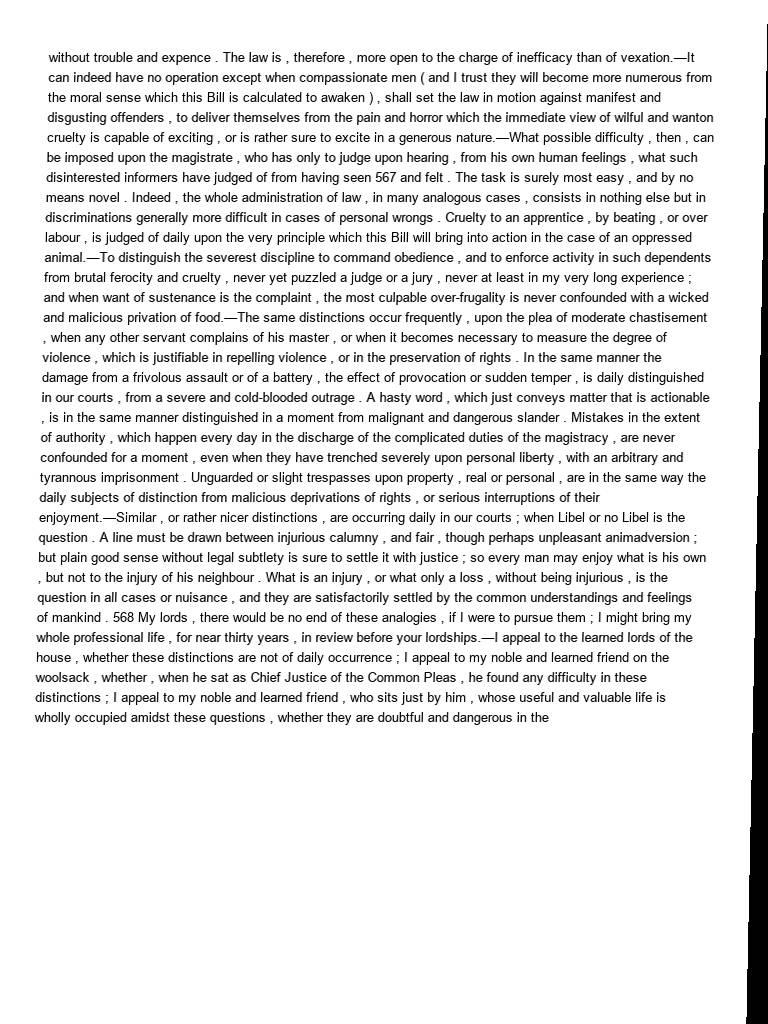 without trouble and expence . The law is , therefore , more open to the charge of inefficacy than of vexation.—It
can indeed have no operation except when compassionate men ( and I trust they will become more numerous from
the moral sense which this Bill is calculated to awaken ) , shall set the law in motion against manifest and
disgusting offenders , to deliver themselves from the pain and horror which the immediate view of wilful and wanton
cruelty is capable of exciting , or is rather sure to excite in a generous nature.—What possible difficulty , then , can
be imposed upon the magistrate , who has only to judge upon hearing , from his own human feelings , what such
disinterested informers have judged of from having seen 567 and felt . The task is surely most easy , and by no
means novel . Indeed , the whole administration of law , in many analogous cases , consists in nothing else but in
discriminations generally more difficult in cases of personal wrongs . Cruelty to an apprentice , by beating , or over
labour , is judged of daily upon the very principle which this Bill will bring into action in the case of an oppressed
animal.—To distinguish the severest discipline to command obedience , and to enforce activity in such dependents
from brutal ferocity and cruelty , never yet puzzled a judge or a jury , never at least in my very long experience ;
and when want of sustenance is the complaint , the most culpable over-frugality is never confounded with a wicked
and malicious privation of food.—The same distinctions occur frequently , upon the plea of moderate chastisement
, when any other servant complains of his master , or when it becomes necessary to measure the degree of
violence , which is justifiable in repelling violence , or in the preservation of rights . In the same manner the
damage from a frivolous assault or of a battery , the effect of provocation or sudden temper , is daily distinguished
in our courts , from a severe and cold-blooded outrage . A hasty word , which just conveys matter that is actionable
, is in the same manner distinguished in a moment from malignant and dangerous slander . Mistakes in the extent
of authority , which happen every day in the discharge of the complicated duties of the magistracy , are never
confounded for a moment , even when they have trenched severely upon personal liberty , with an arbitrary and
tyrannous imprisonment . Unguarded or slight trespasses upon property , real or personal , are in the same way the
daily subjects of distinction from malicious deprivations of rights , or serious interruptions of their
enjoyment.—Similar , or rather nicer distinctions , are occurring daily in our courts ; when Libel or no Libel is the
question . A line must be drawn between injurious calumny , and fair , though perhaps unpleasant animadversion ;
but plain good sense without legal subtlety is sure to settle it with justice ; so every man may enjoy what is his own
, but not to the injury of his neighbour . What is an injury , or what only a loss , without being injurious , is the
question in all cases or nuisance , and they are satisfactorily settled by the common understandings and feelings
of mankind . 568 My lords , there would be no end of these analogies , if I were to pursue them ; I might bring my
whole professional life , for near thirty years , in review before your lordships.—I appeal to the learned lords of the
house , whether these distinctions are not of daily occurrence ; I appeal to my noble and learned friend on the
woolsack , whether , when he sat as Chief Justice of the Common Pleas , he found any difficulty in these
distinctions ; I appeal to my noble and learned friend , who sits just by him , whose useful and valuable life is
wholly occupied amidst these questions , whether they are doubtful and dangerous in the